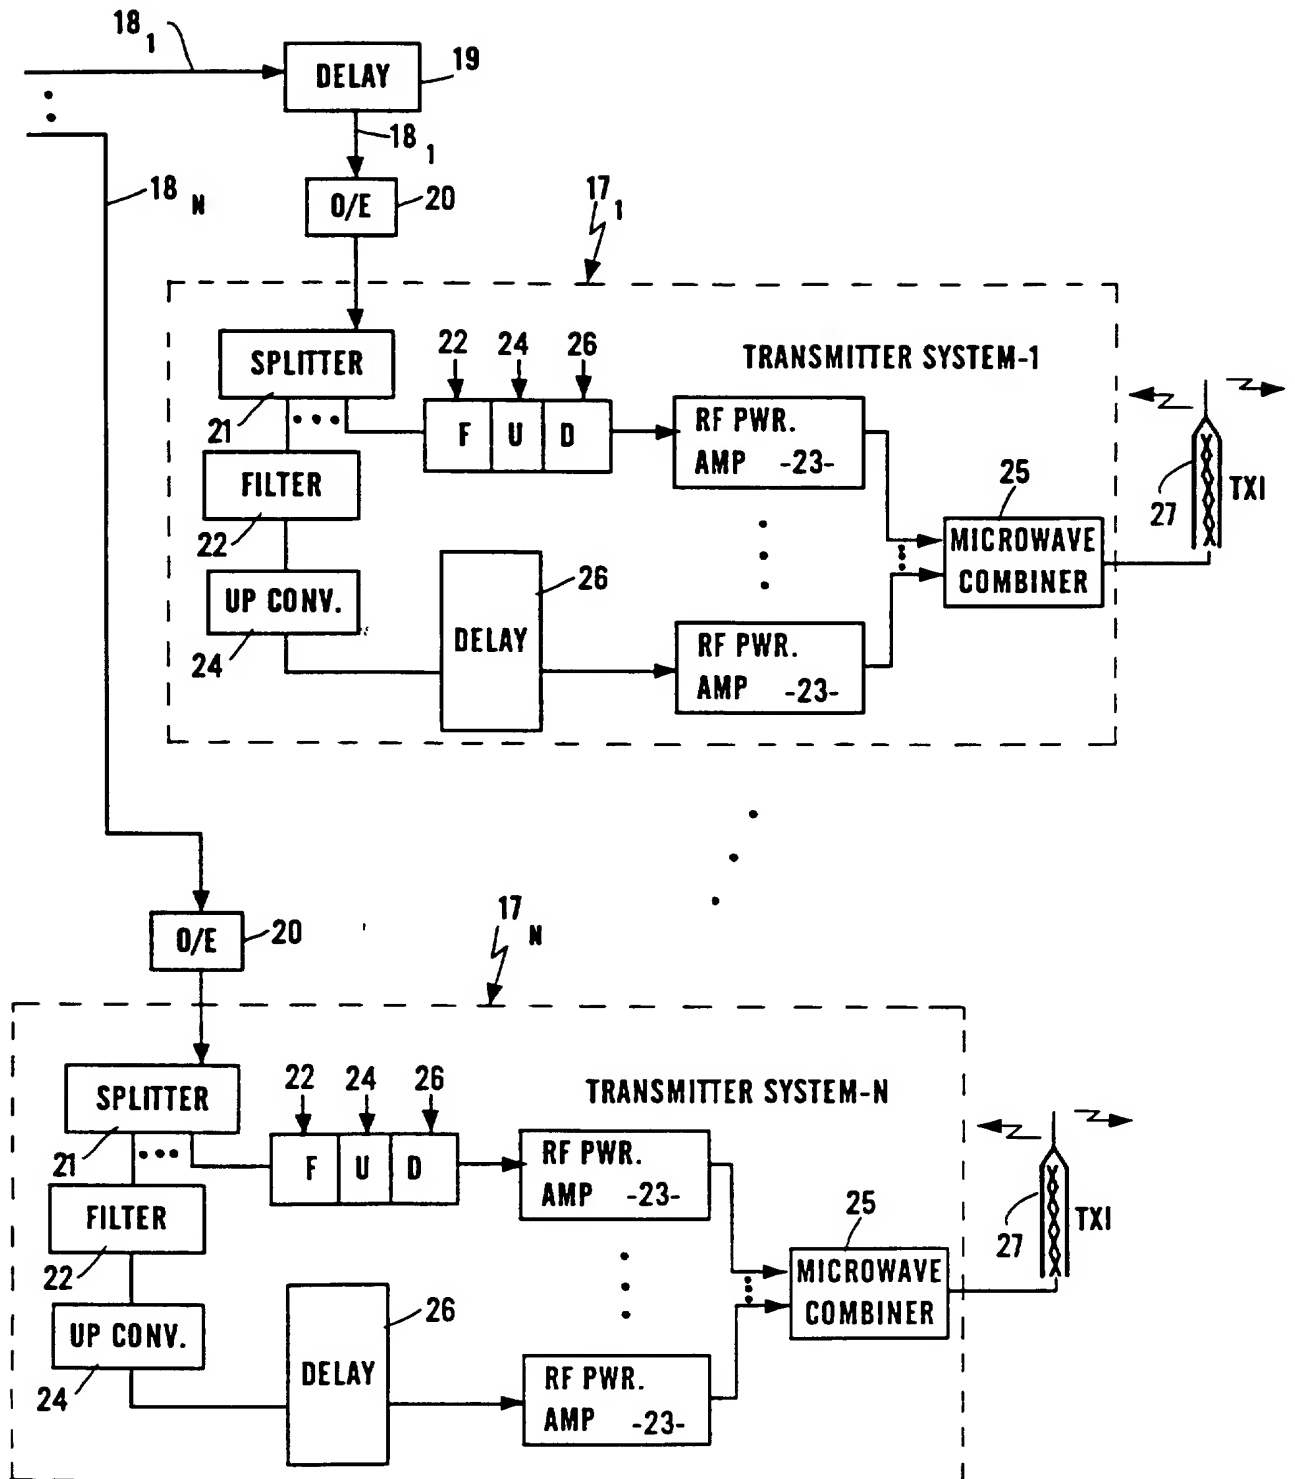 18 1
DELAY
19
18 1
18 N
O/E
20
17 1
SPLITTER
22 24 26
TRANSMITTER SYSTEM-1
21
F U D
RF PWR.
AMP -23-
FILTER
22
25
MICROWAVE
COMBINER
27
TX1
UP CONV.
24
26
DELAY
RF PWR.
AMP -23-
O/E
20
17 N
SPLITTER
22 24 26
TRANSMITTER SYSTEM-N
21
F U D
RF PWR.
AMP -23-
FILTER
22
25
MICROWAVE
COMBINER
27
TX1
UP CONV.
24
26
DELAY
RF PWR.
AMP -23-